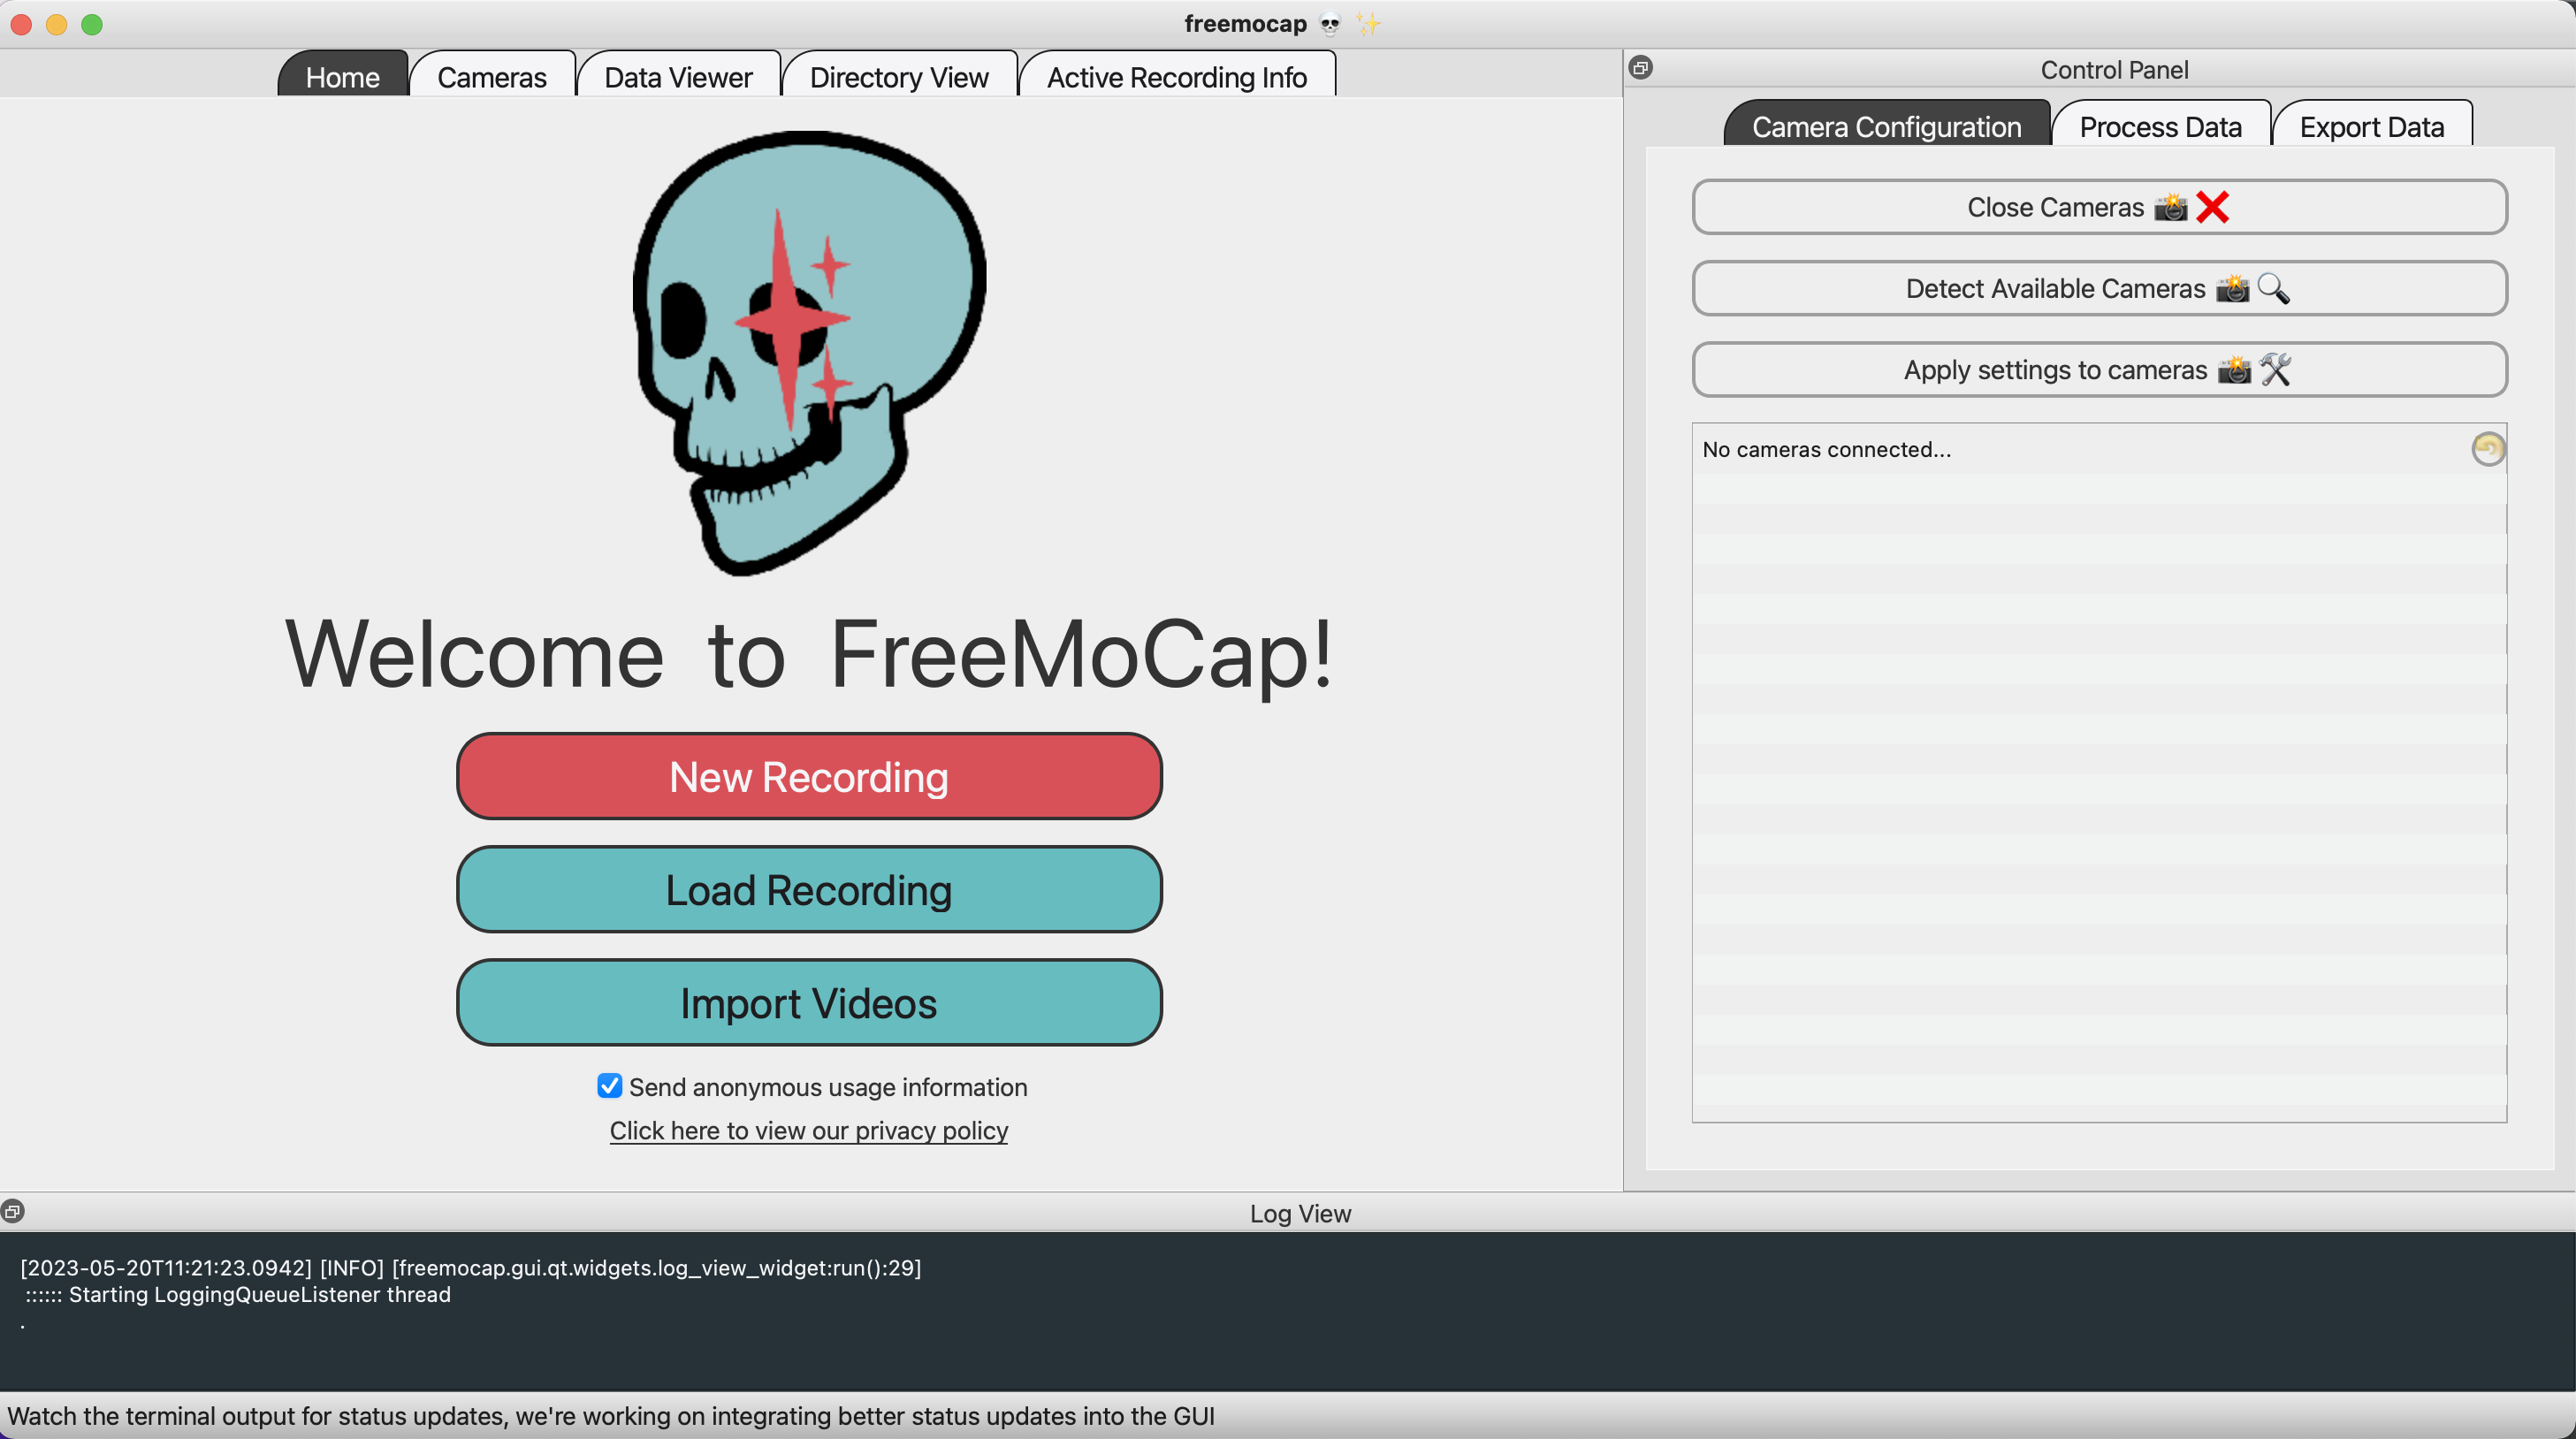 freemocap 💀 ✨
Home
Cameras
Data Viewer
Directory View
Active Recording Info
Welcome to FreeMoCap!
New Recording
Load Recording
Import Videos
Send anonymous usage information
Click here to view our privacy policy
Control Panel
Camera Configuration
Process Data
Export Data
Close Cameras 📸❌
Detect Available Cameras 📸🔍
Apply settings to cameras 📸🛠
No cameras connected...
Log View
[2023-05-20T11:21:23.0942] [INFO] [freemocap.gui.qt.widgets.log_view_widget:run():29]
:::::: Starting LoggingQueueListener thread
.
Watch the terminal output for status updates, we're working on integrating better status updates into the GUI